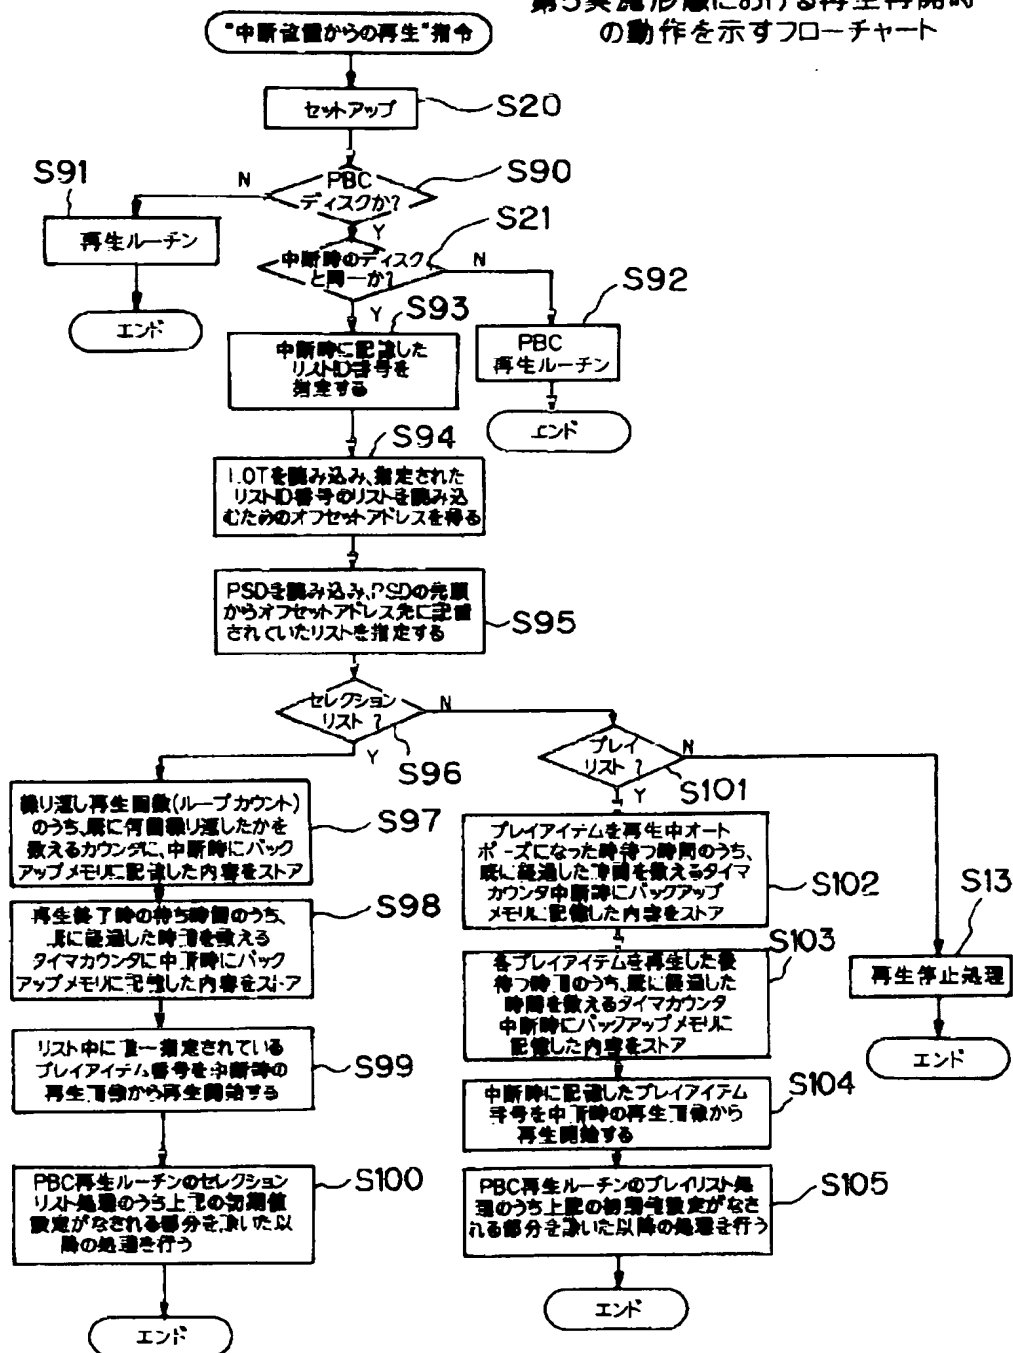 第5実施形態における再生再開時
の動作を示すフローチャート
"中断位置からの再生"指令
セットアップ
S20
PBC
ディスクか?
S90
N
Y
S91
再生ルーチン
エンド
中断時のディスク
と同一か?
S21
N
Y
S92
PBC
再生ルーチン
エンド
S93
中断時に記憶した
リストID番号を
指定する
S94
LOTを読み込み、指定された
リストID番号のリストを読み込
むためのオフセットアドレスを得る
PSDを読み込み、PSDの先頭
からオフセットアドレス先に記置
されていたリストを指定する
S95
セレクション
リスト ?
N
Y
S96
プレイ
リスト ?
N
Y
S101
繰り返し再生回数(ループカウント)
のうち、既に何回繰り返したかを
数えるカウンタに、中断時にバック
アップメモリに記憶した内容をストア
S97
再生終了時の待ち時間のうち、
既に経過した時間を数える
タイマカウンタに中断時にバック
アップメモリに記憶した内容をストア
S98
リスト中に唯一指定されている
プレイアイテム番号を中断時の
再生画像から再生開始する
S99
PBC再生ルーチンのセレクション
リスト処理のうち上記の初期値
設定がなされる部分を除いた以
降の処理を行う
S100
エンド
プレイアイテムを再生中オート
ポーズになった時待つ時間のうち、
既に経過した時間を数えるタイマ
カウンタ中断時にバックアップ
メモリに記憶した内容をストア
S102
各プレイアイテムを再生した後
待つ時間のうち、既に経過した
時間を数えるタイマカウンタ
中断時にバックアップメモリに
記憶した内容をストア
S103
中断時に記憶したプレイアイテム
番号を中断時の再生画像から
再生開始する
S104
PBC再生ルーチンのプレイリスト処
理のうち上記の初期値設定がなさ
れる部分を除いた以降の処理を行う
S105
エンド
S13
再生停止処理
エンド